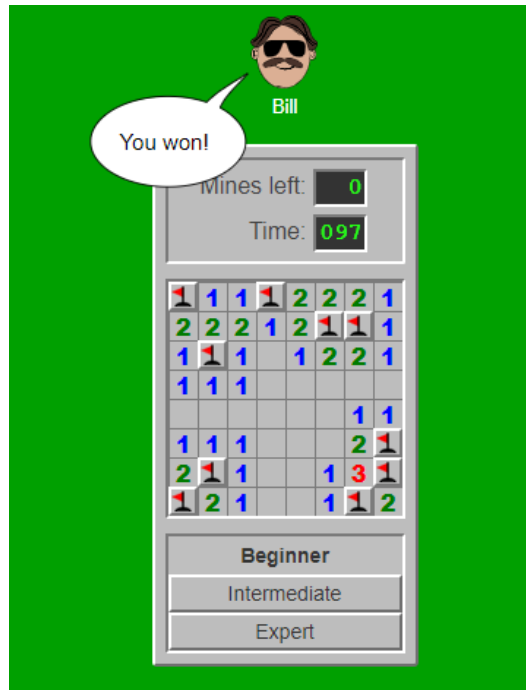 Bill
You won!
Mines left: 0
Time: 097
1 1 2 2 2 1
2 2 2 1 2 1
1 1 1 2 2 1
1 1 1
1 1
1 1 1 2
2 1 1 3
2 1 1 2
Beginner
Intermediate
Expert